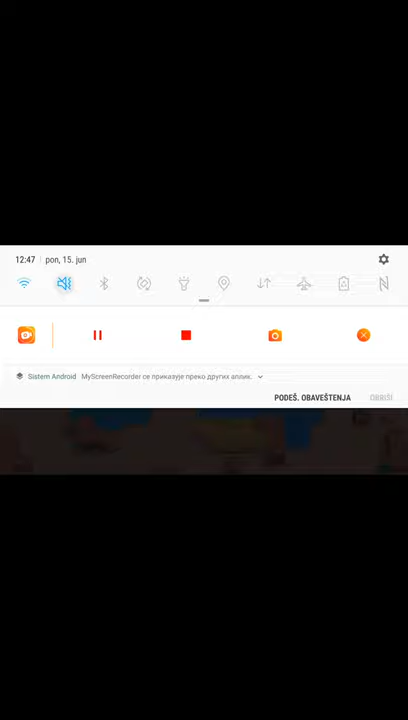 12:47 pon, 15. jun
Sistem Android MyScreenRecorder се приказује преко других аплик.
PODEŠ. OBAVEŠTENJA OBRIŠI